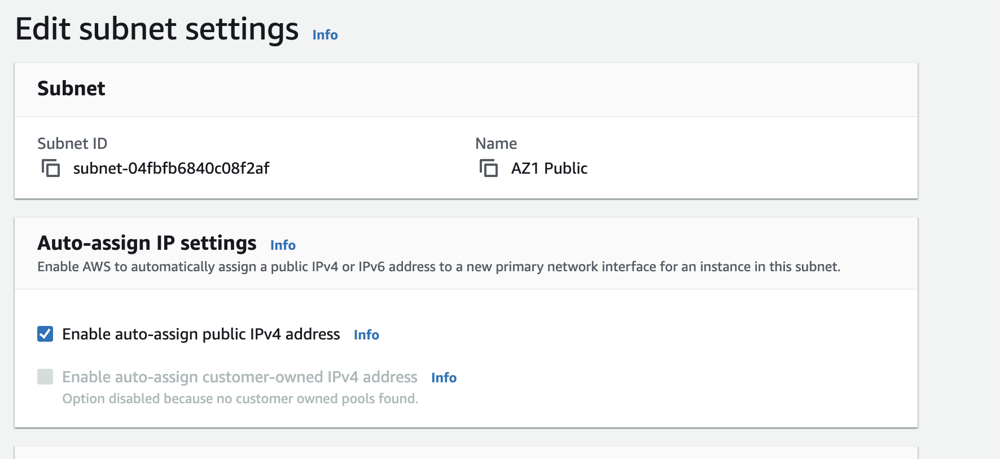 Edit subnet settings Info
Subnet
Subnet ID
subnet-04fbfb6840c08f2af
Name
AZ1 Public
Auto-assign IP settings Info
Enable AWS to automatically assign a public IPv4 or IPv6 address to a new primary network interface for an instance in this subnet.
Enable auto-assign public IPv4 address Info
Enable auto-assign customer-owned IPv4 address Info
Option disabled because no customer owned pools found.